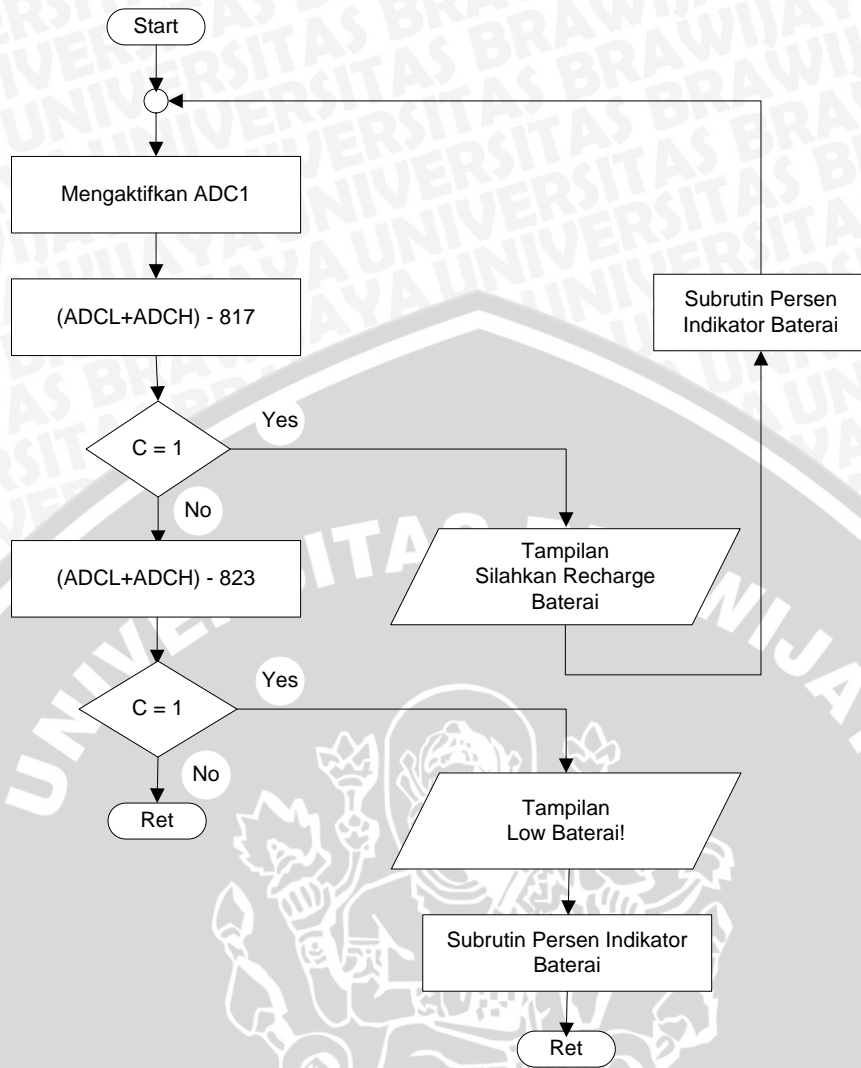 Start
Mengaktifkan ADC1
(ADCL+ADCH) - 817
C = 1
Yes
No
Subrutin Persen
Indikator Baterai
Tampilan
Silahkan Recharge
Baterai
(ADCL+ADCH) - 823
C = 1
Yes
No
Ret
Tampilan
Low Baterai!
Subrutin Persen Indikator
Baterai
Ret